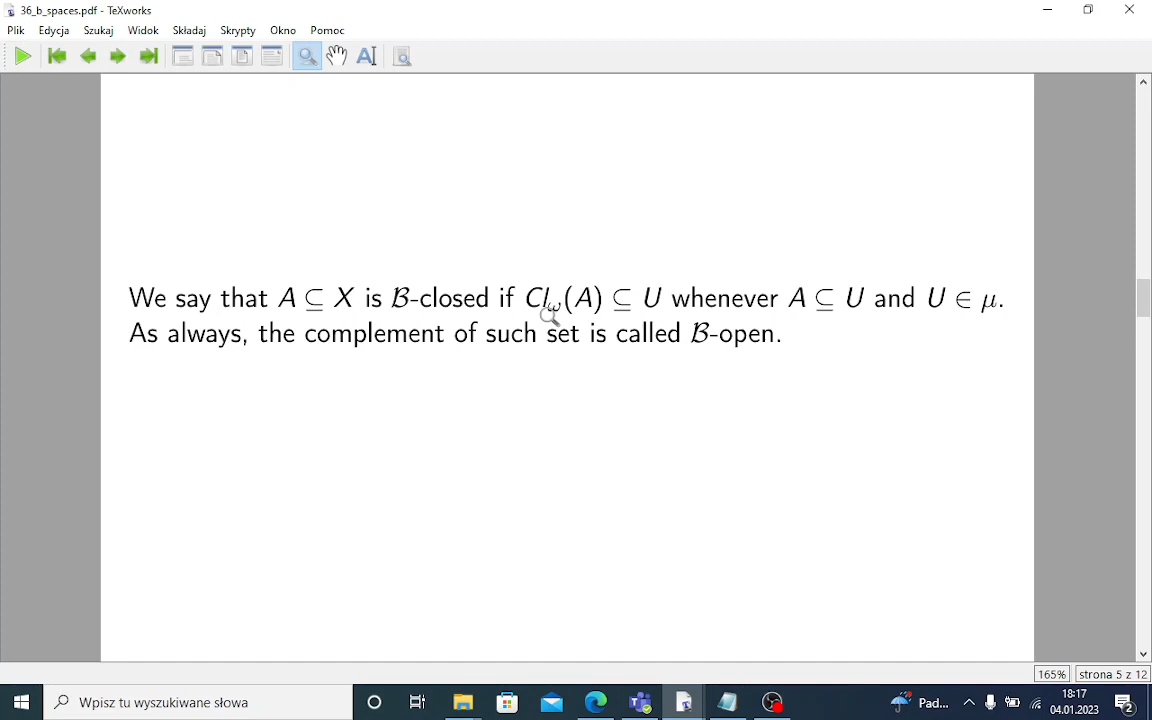 36_b_spaces.pdf - TeXworks
Plik Edycja Szukaj Widok Składaj Skrypty Okno Pomoc
We say that A ⊆ X is ℬ-closed if Cl_ω(A) ⊆ U whenever A ⊆ U and U ∈ μ.
As always, the complement of such set is called ℬ-open.
165% strona 5 z 12
Wpisz tu wyszukiwane słowa
Pad...
18:17
04.01.2023
2